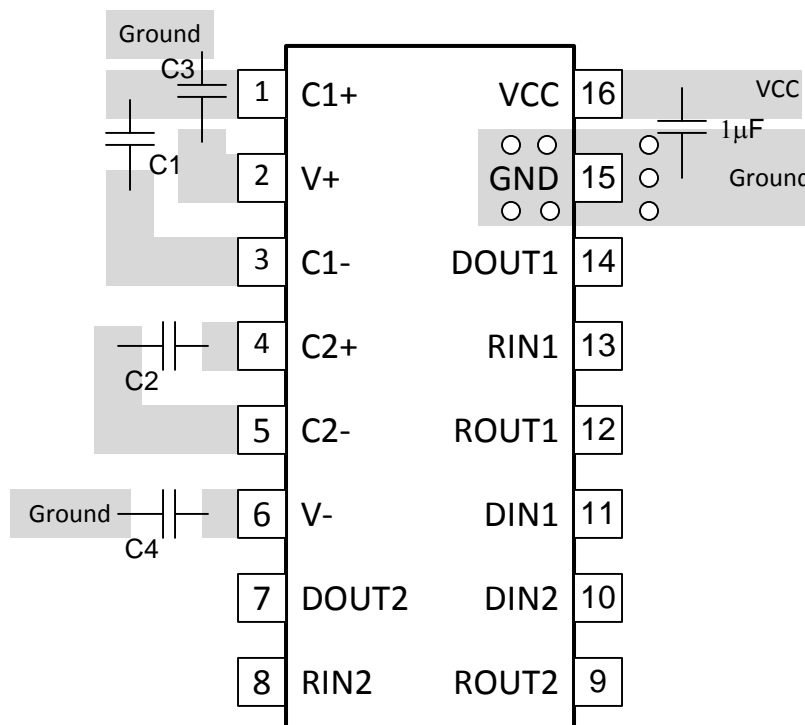 Ground
C3
1 C1+ VCC 16 VCC
C1
1µF
2 V+ GND 15 Ground
3 C1- DOUT1 14
4 C2+ RIN1 13
C2
5 C2- ROUT1 12
Ground 6 V- DIN1 11
C4
7 DOUT2 DIN2 10
8 RIN2 ROUT2 9